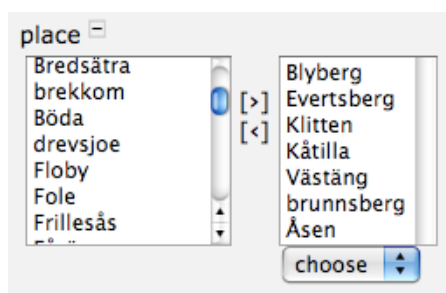 place
Bredsätra
brekkom
Böda
drevsjoe
Floby
Fole
Frillesås
[>]
[<]
Blyberg
Evertsberg
Klitten
Kåtilla
Västäng
brunnsberg
Åsen
choose